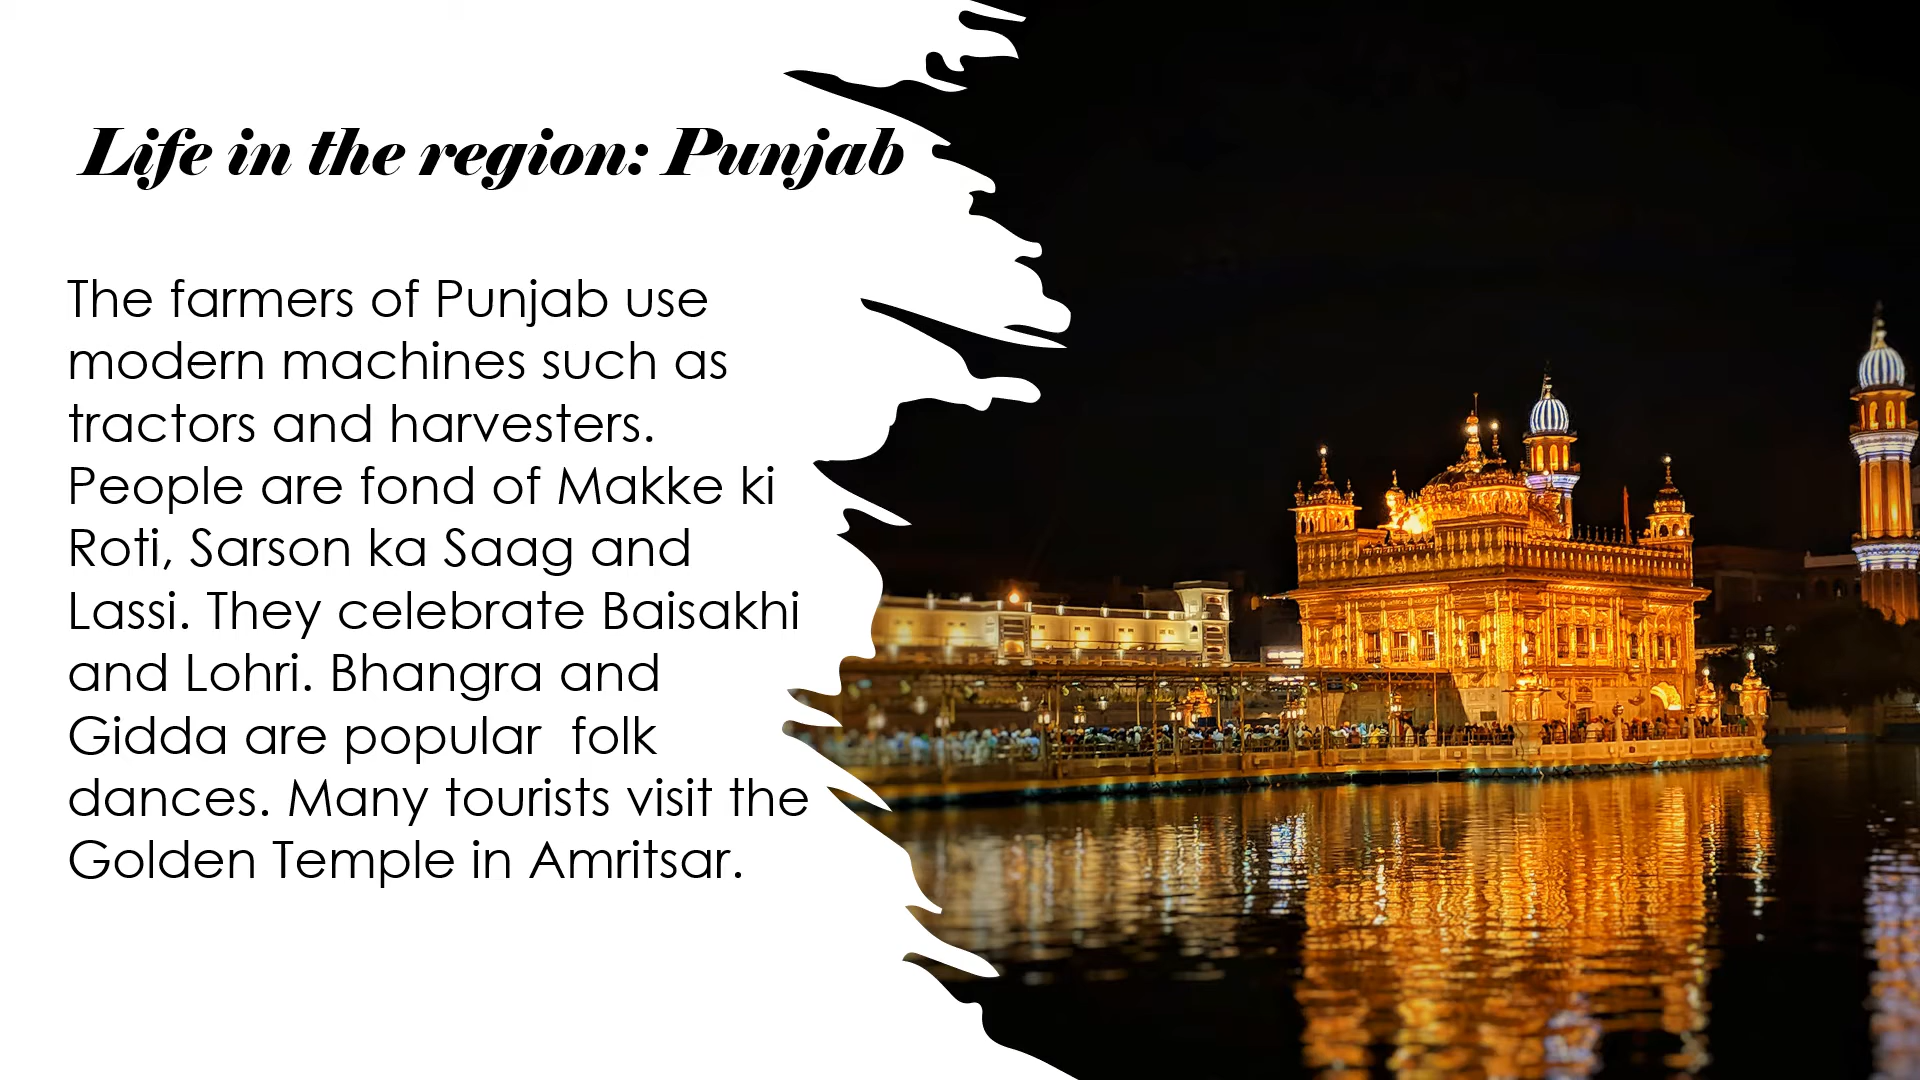 Life in the region: Punjab
The farmers of Punjab use
modern machines such as
tractors and harvesters.
People are fond of Makke ki
Roti, Sarson ka Saag and
Lassi. They celebrate Baisakhi
and Lohri. Bhangra and
Gidda are popular  folk
dances. Many tourists visit the
Golden Temple in Amritsar.